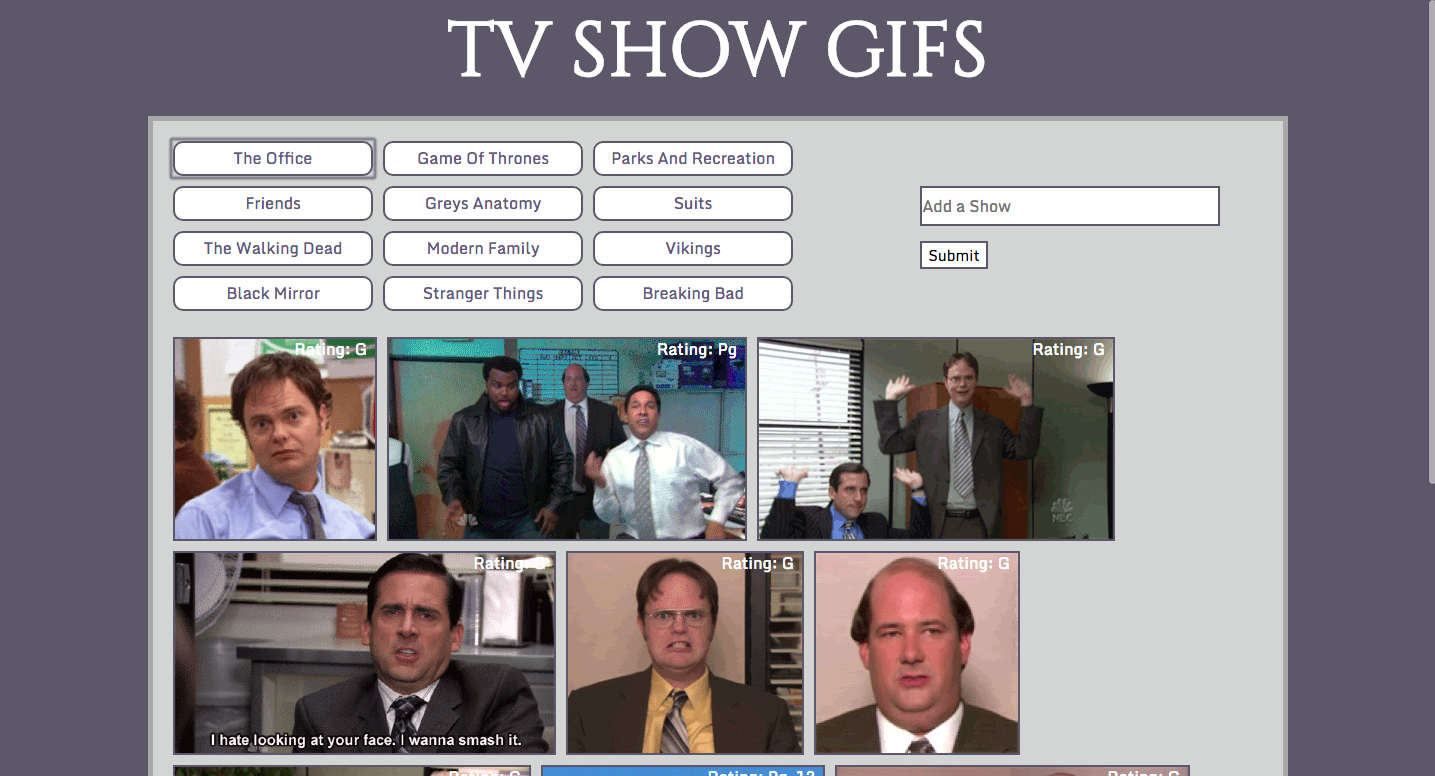 TV SHOW GIFS
The Office
Game Of Thrones
Parks And Recreation
Friends
Greys Anatomy
Suits
The Walking Dead
Modern Family
Vikings
Black Mirror
Stranger Things
Breaking Bad
Add a Show
Submit
Rating: G
Rating: Pg
Rating: G
NBC
Rating: G
I hate looking at your face. I wanna smash it.
Rating: G
Rating: G
Rating: G
Rating: Pg-13
Rating: G